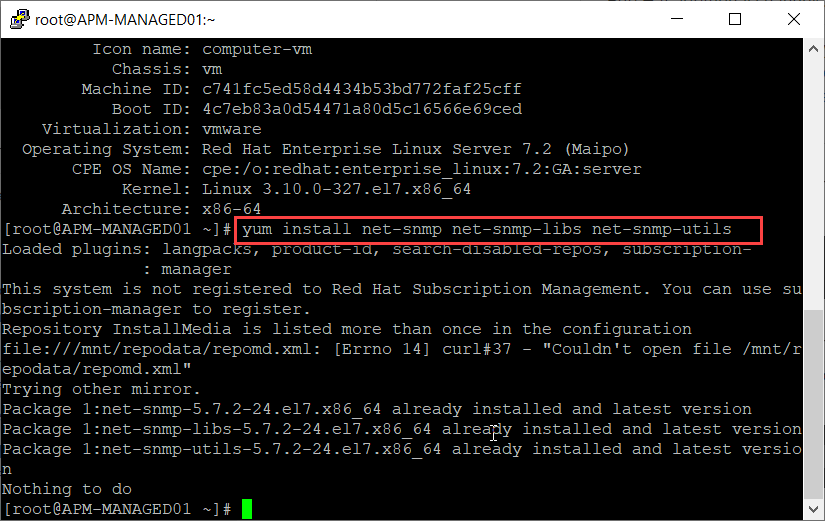 root@APM-MANAGED01:~
Icon name: computer-vm
Chassis: vm
Machine ID: c741fc5ed58d4434b53bd772faf25cff
Boot ID: 4c7eb83a0d54471a80d5c16566e69ced
Virtualization: vmware
Operating System: Red Hat Enterprise Linux Server 7.2 (Maipo)
CPE OS Name: cpe:/o:redhat:enterprise_linux:7.2:GA:server
Kernel: Linux 3.10.0-327.el7.x86_64
Architecture: x86-64
[root@APM-MANAGED01 ~]# yum install net-snmp net-snmp-libs net-snmp-utils
Loaded plugins: langpacks, product-id, search-disabled-repos, subscription-
: manager
This system is not registered to Red Hat Subscription Management. You can use su
bscription-manager to register.
Repository InstallMedia is listed more than once in the configuration
file:///mnt/repodata/repomd.xml: [Errno 14] curl#37 - "Couldn't open file /mnt/r
epodata/repomd.xml"
Trying other mirror.
Package 1:net-snmp-5.7.2-24.el7.x86_64 already installed and latest version
Package 1:net-snmp-libs-5.7.2-24.el7.x86_64 already installed and latest version
Package 1:net-snmp-utils-5.7.2-24.el7.x86_64 already installed and latest versio
n
Nothing to do
[root@APM-MANAGED01 ~]#